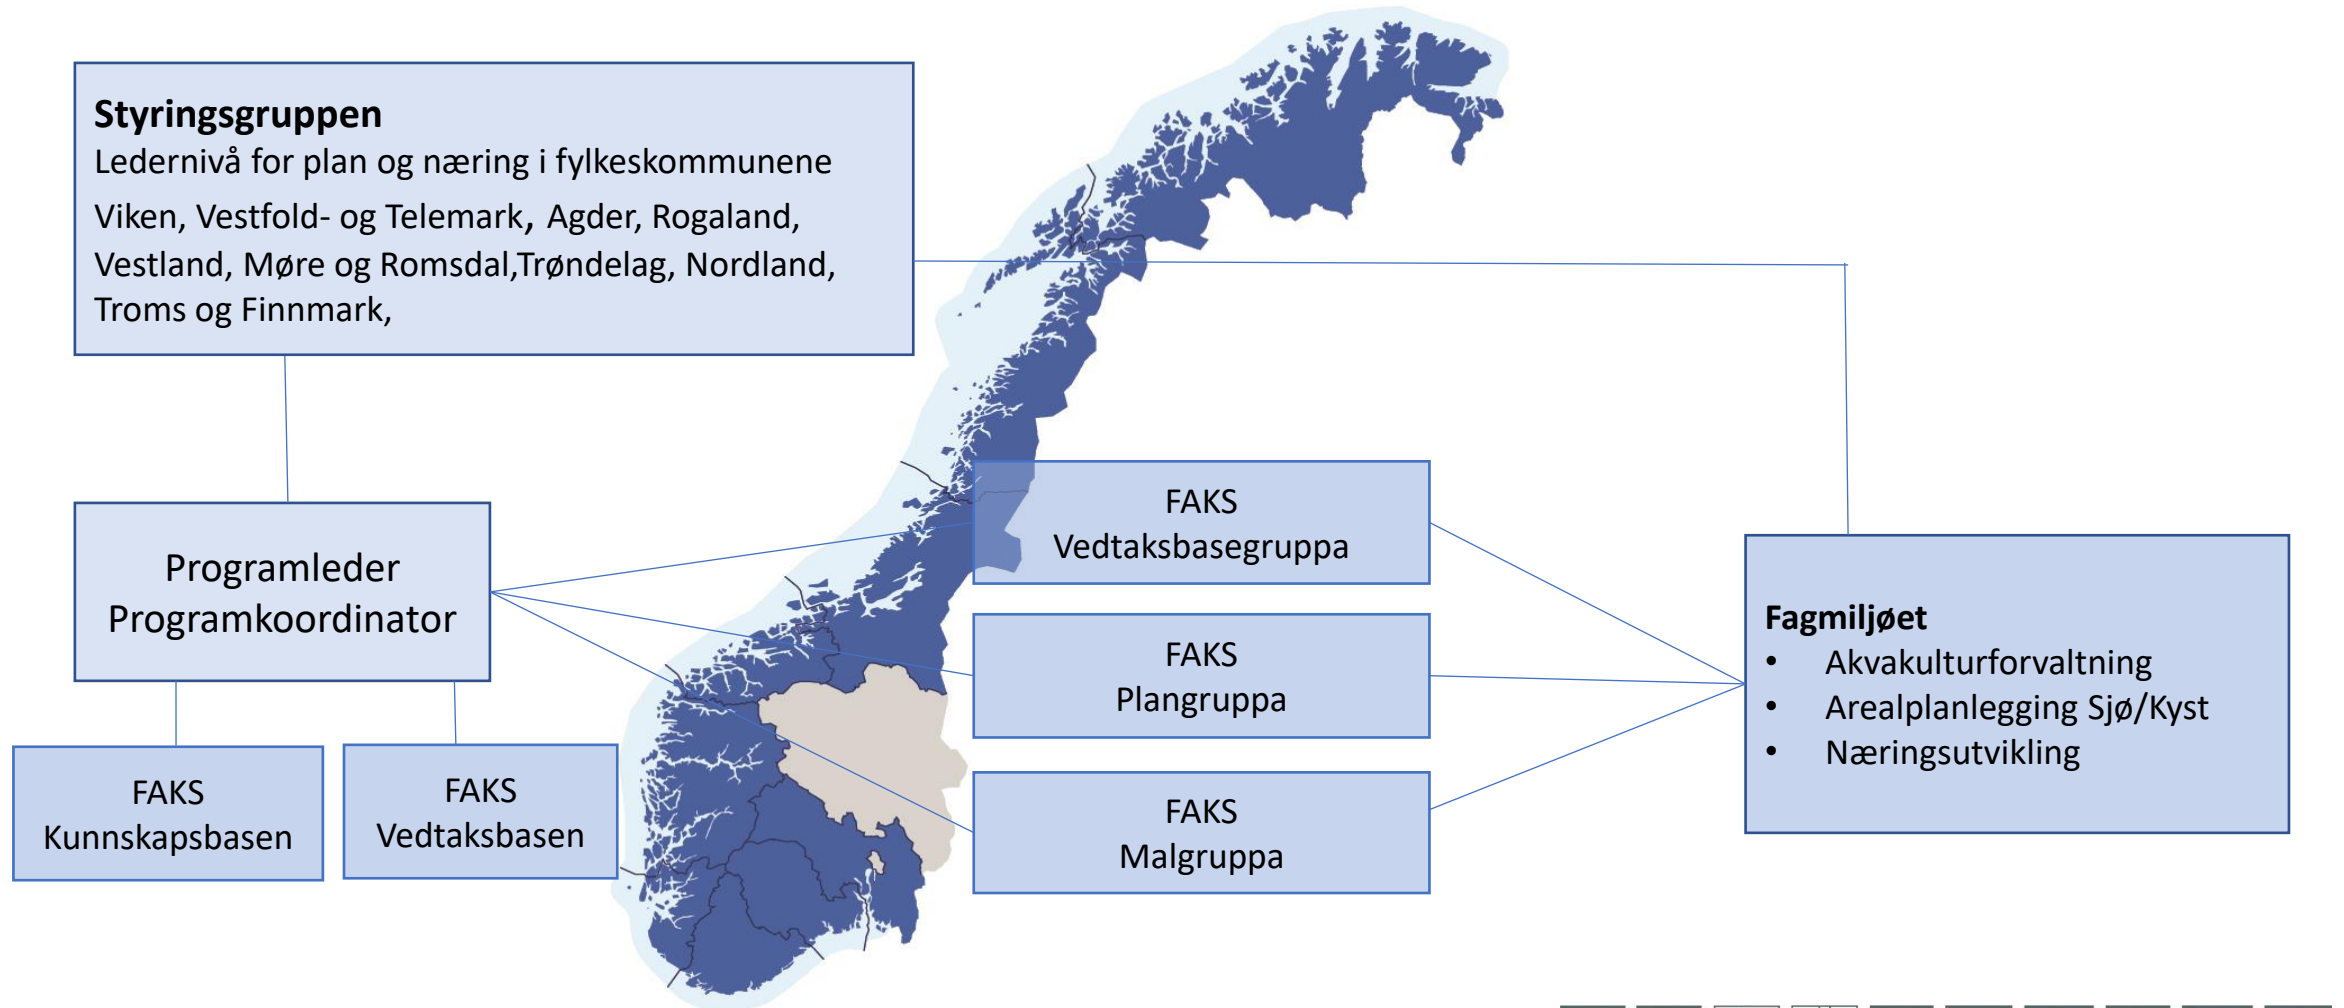 Styringsgruppen
Ledernivå for plan og næring i fylkeskommunene
Viken, Vestfold- og Telemark, Agder, Rogaland,
Vestland, Møre og Romsdal,Trøndelag, Nordland,
Troms og Finnmark,
Programleder
Programkoordinator
FAKS
Kunnskapsbasen
FAKS
Vedtaksbasen
FAKS
Vedtaksbasegruppa
FAKS
Plangruppa
FAKS
Malgruppa
Fagmiljøet
• Akvakulturforvaltning
• Arealplanlegging Sjø/Kyst
• Næringsutvikling